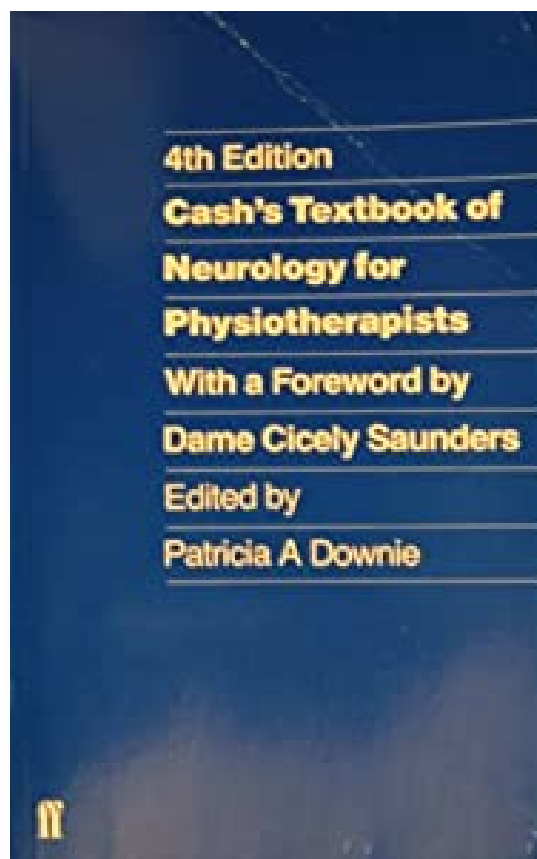 4th Edition
Cash's Textbook of
Neurology for
Physiotherapists
With a Foreword by
Dame Cicely Saunders
Edited by
Patricia A Downie
ff